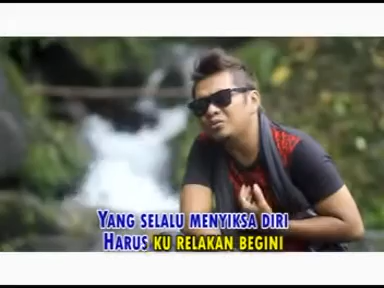 YANG SELALU MENYIKSA DIRI
HARUS KU RELAKAN BEGINI